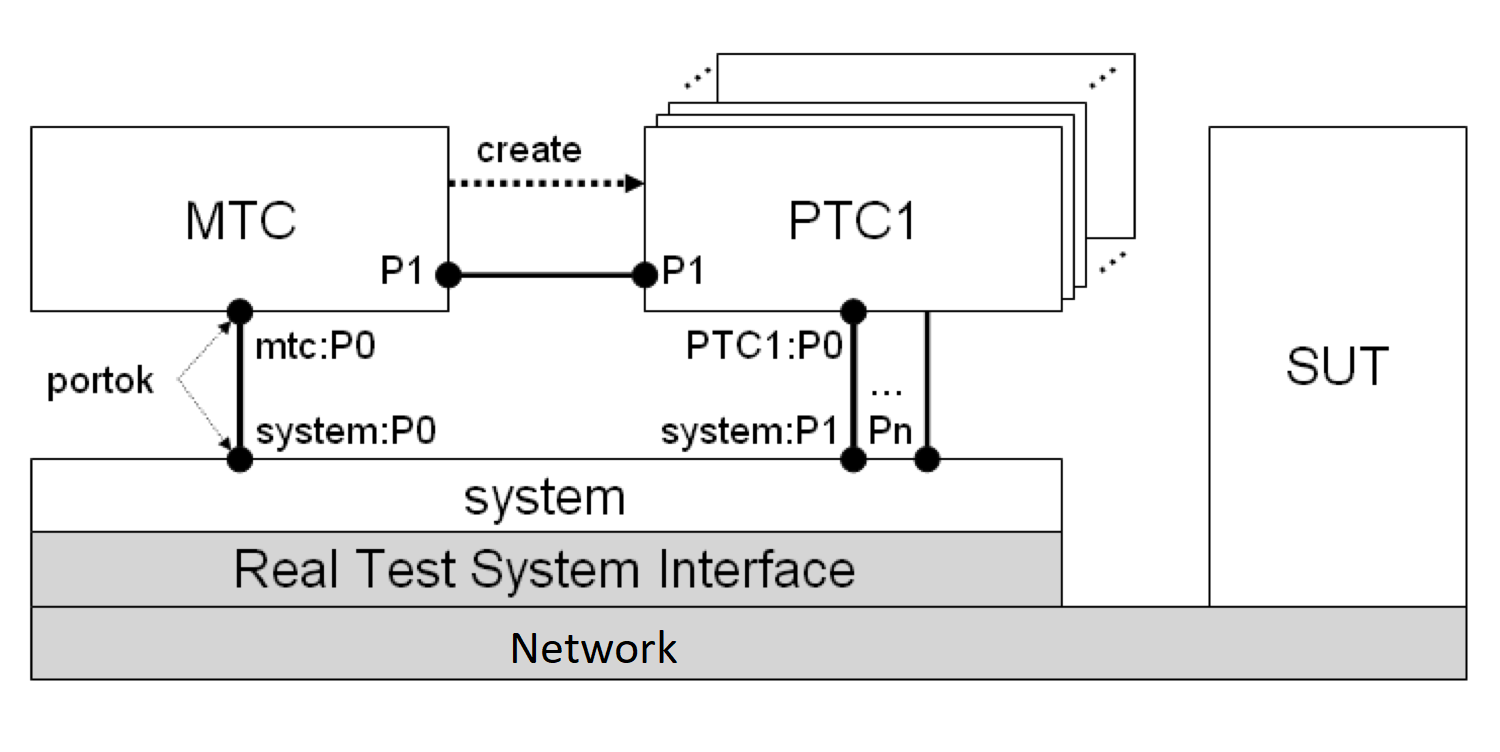 create
MTC
PTC1
P1
P1
mtc:P0
PTC1:P0
portok
SUT
...
system:P0
system:P1
Pn
system
Real Test System Interface
Network